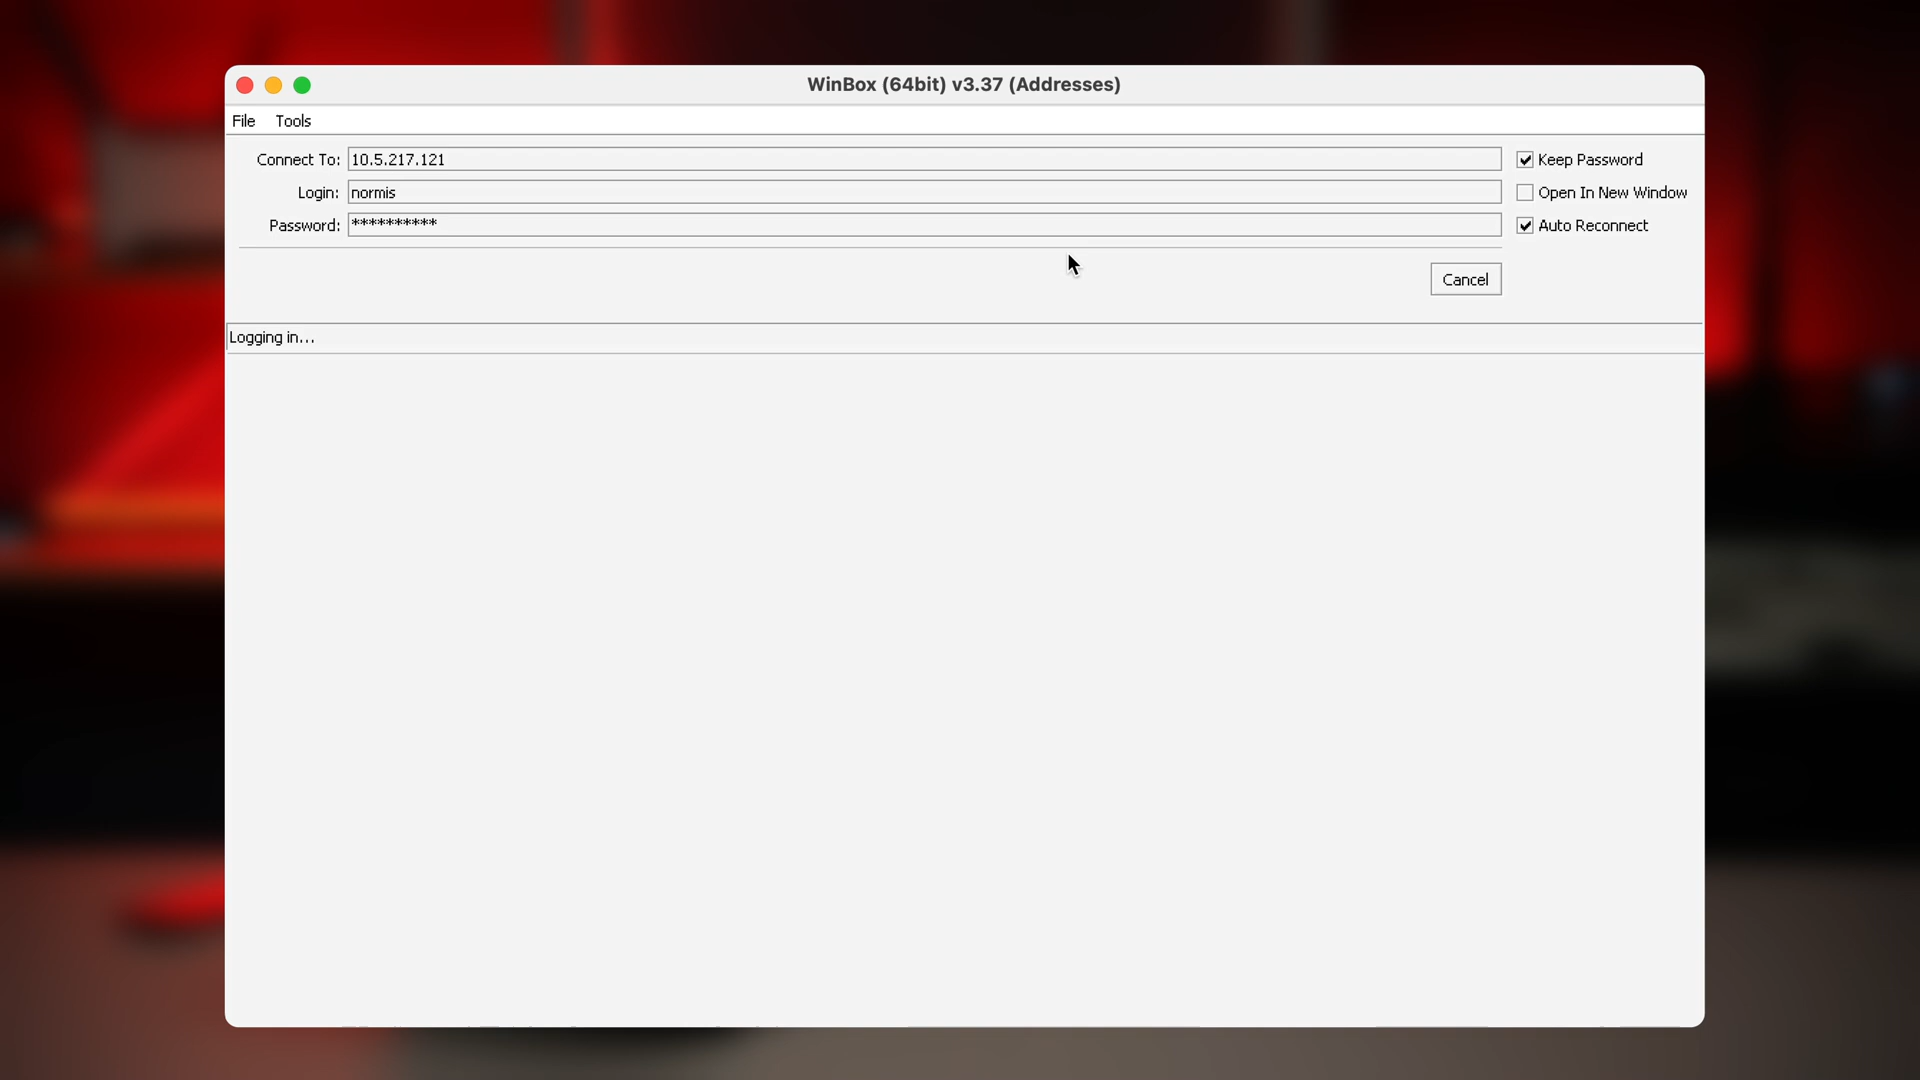 WinBox (64bit) v3.37 (Addresses)
File Tools
Connect To: 10.5.217.121
Keep Password
Login: normis
Open In New Window
Password: **********
Auto Reconnect
Cancel
Logging in...